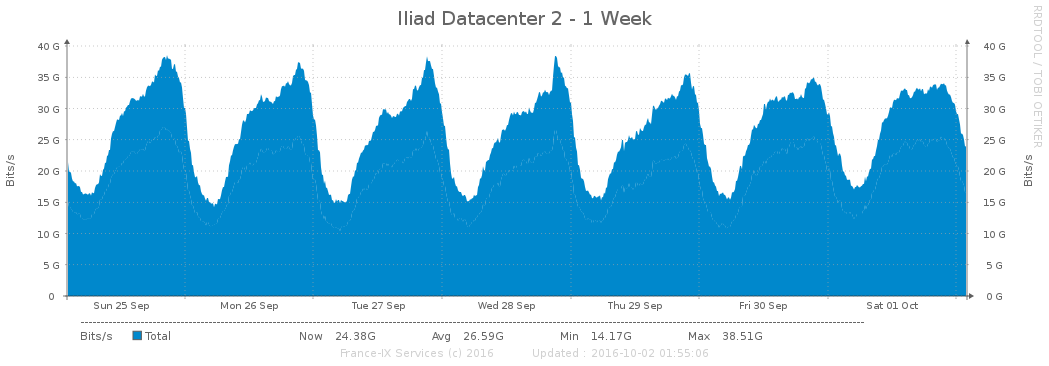 Iliad Datacenter 2 - 1 Week
RRDTOOL / TOBI OETIKER
40 G 40 G
35 G 35 G
30 G 30 G
25 G 25 G
20 G 20 G
15 G 15 G
10 G 10 G
5 G 5 G
0 0 G
Bits/s
Bits/s
Sun 25 Sep Mon 26 Sep Tue 27 Sep Wed 28 Sep Thu 29 Sep Fri 30 Sep Sat 01 Oct
Bits/s Total Now 24.38G Avg 26.59G Min 14.17G Max 38.51G
France-IX Services (c) 2016 Updated : 2016-10-02 01:55:06